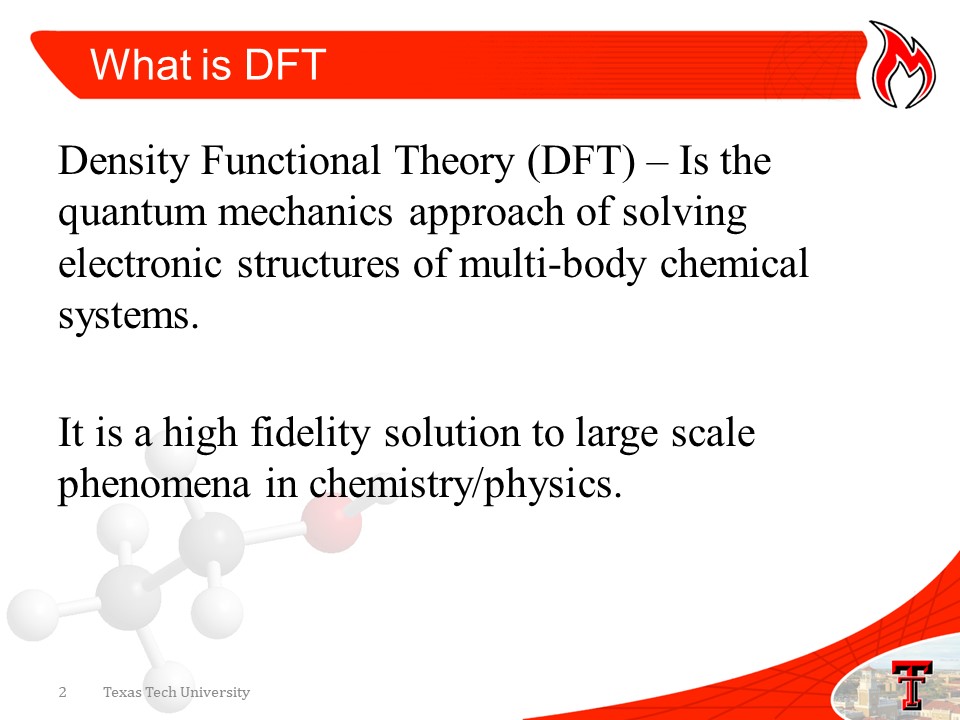 What is DFT
Density Functional Theory (DFT) – Is the
quantum mechanics approach of solving
electronic structures of multi-body chemical
systems.
It is a high fidelity solution to large scale
phenomena in chemistry/physics.
2 Texas Tech University